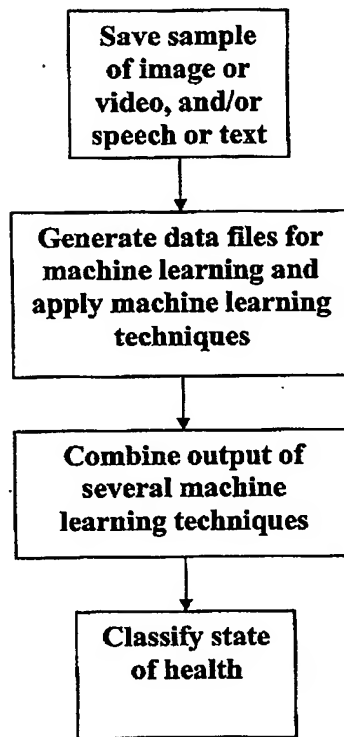 Save sample
of image or
video, and/or
speech or text
Generate data files for
machine learning and
apply machine learning
techniques
Combine output of
several machine
learning techniques
Classify state
of health